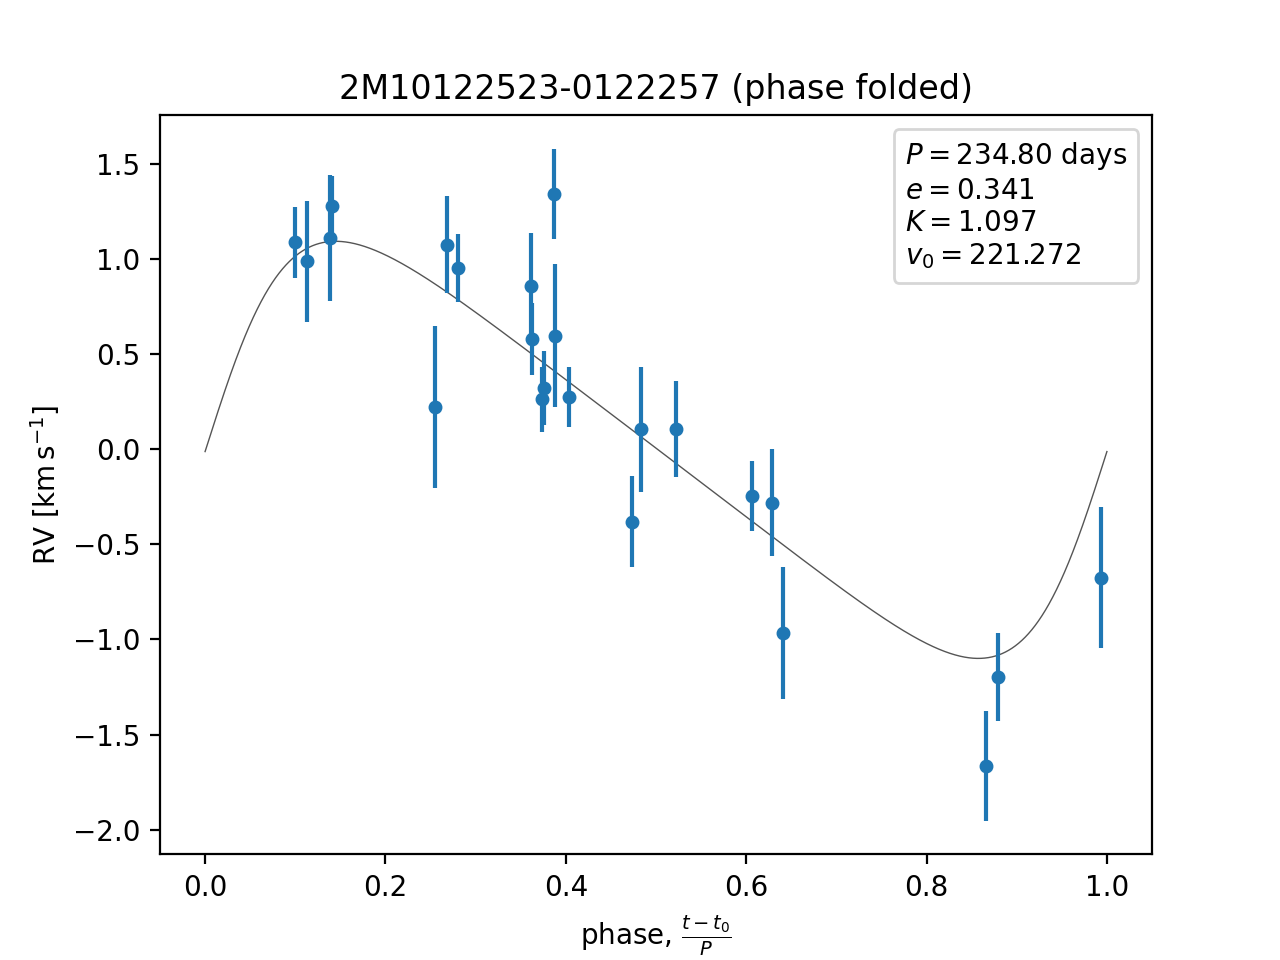 2M10122523-0122257 (phase folded)
P = 234.80 days
e = 0.341
K = 1.097
v₀ = 221.272
RV [km s⁻¹]
1.5
1.0
0.5
0.0
−0.5
−1.0
−1.5
−2.0
0.0 0.2 0.4 0.6 0.8 1.0
phase, (t − t₀)/P